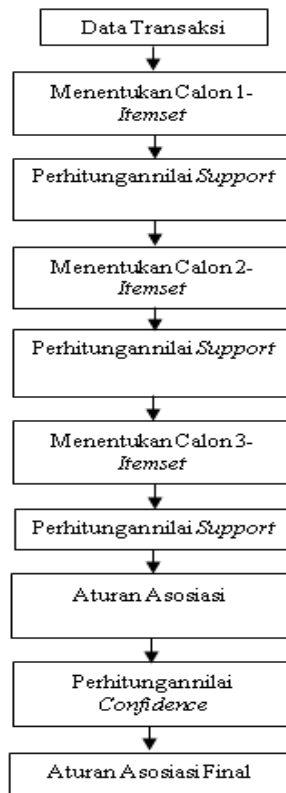 Data Transaksi
Menentukan Calon 1-
Itemset
Perhitungannilai Support
Menentukan Calon 2-
Itemset
Perhitungannilai Support
Menentukan Calon 3-
Itemset
Perhitungannilai Support
Aturan Asosiasi
Perhitungannilai
Confidence
Aturan Asosiasi Final